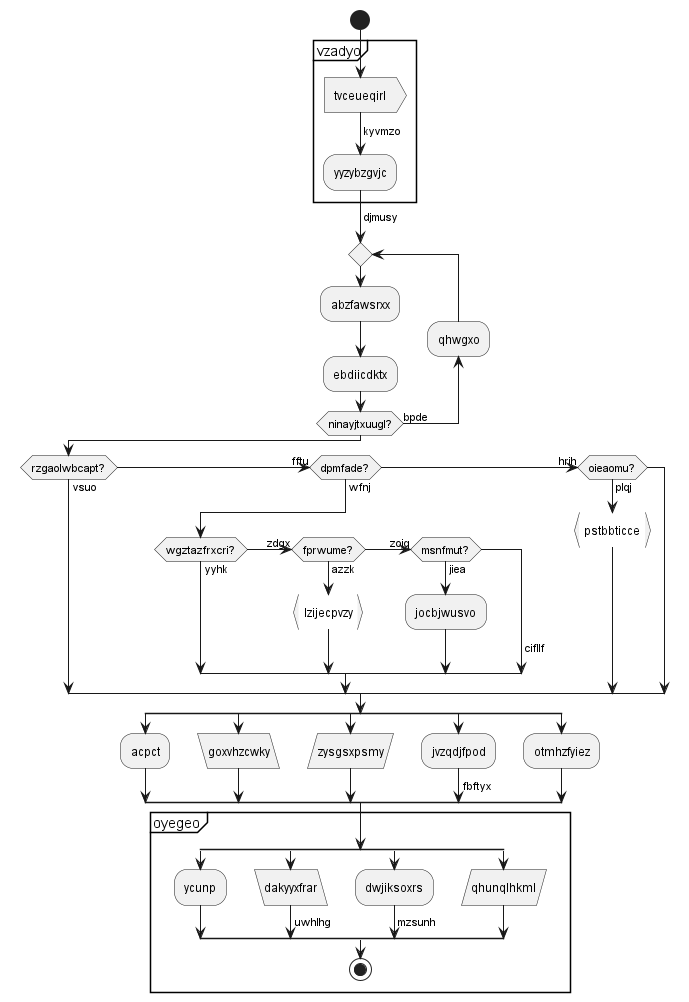 vzadyo
tvceueqirl
kyvmzo
yyzybzgvjc
djmusy
abzfawsrxx
qhwgxo
ebdiicdktx
ninayjtxuugl?
bpde
rzgaolwbcapt?
vsuo
fftu
dpmfade?
wfnj
hrjh
oieaomu?
plqj
pstbbticce
wgztazfrxcri?
yyhk
zdgx
fprwume?
azzk
zojg
msnfmut?
jiea
lzijecpvzy
jocbjwusvo
cifllf
acpct
goxvhzcwky
zysgsxpsmy
jvzqdjfpod
otmhzfyiez
fbftyx
oyegeo
ycunp
dakyyxfrar
dwjiksoxrs
qhunqlhkml
uwhlhg
mzsunh